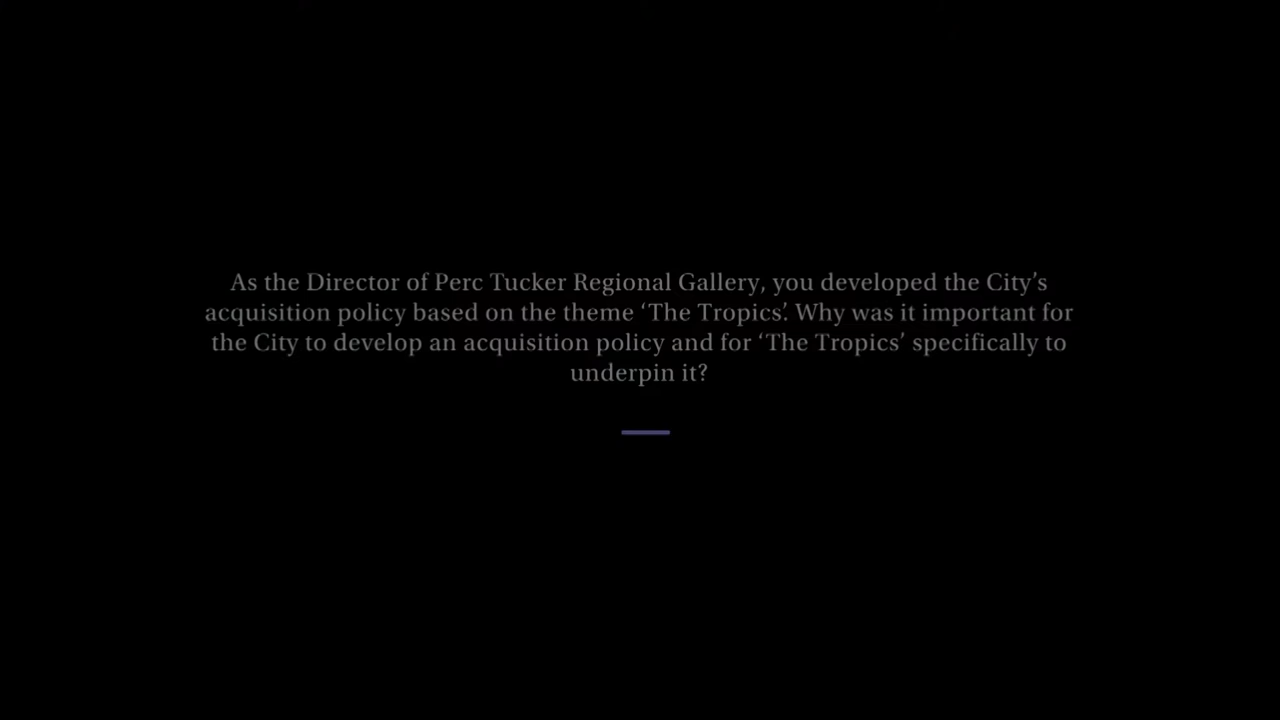 As the Director of Perc Tucker Regional Gallery, you developed the City’s
acquisition policy based on the theme ‘The Tropics’. Why was it important for
the City to develop an acquisition policy and for ‘The Tropics’ specifically to
underpin it?